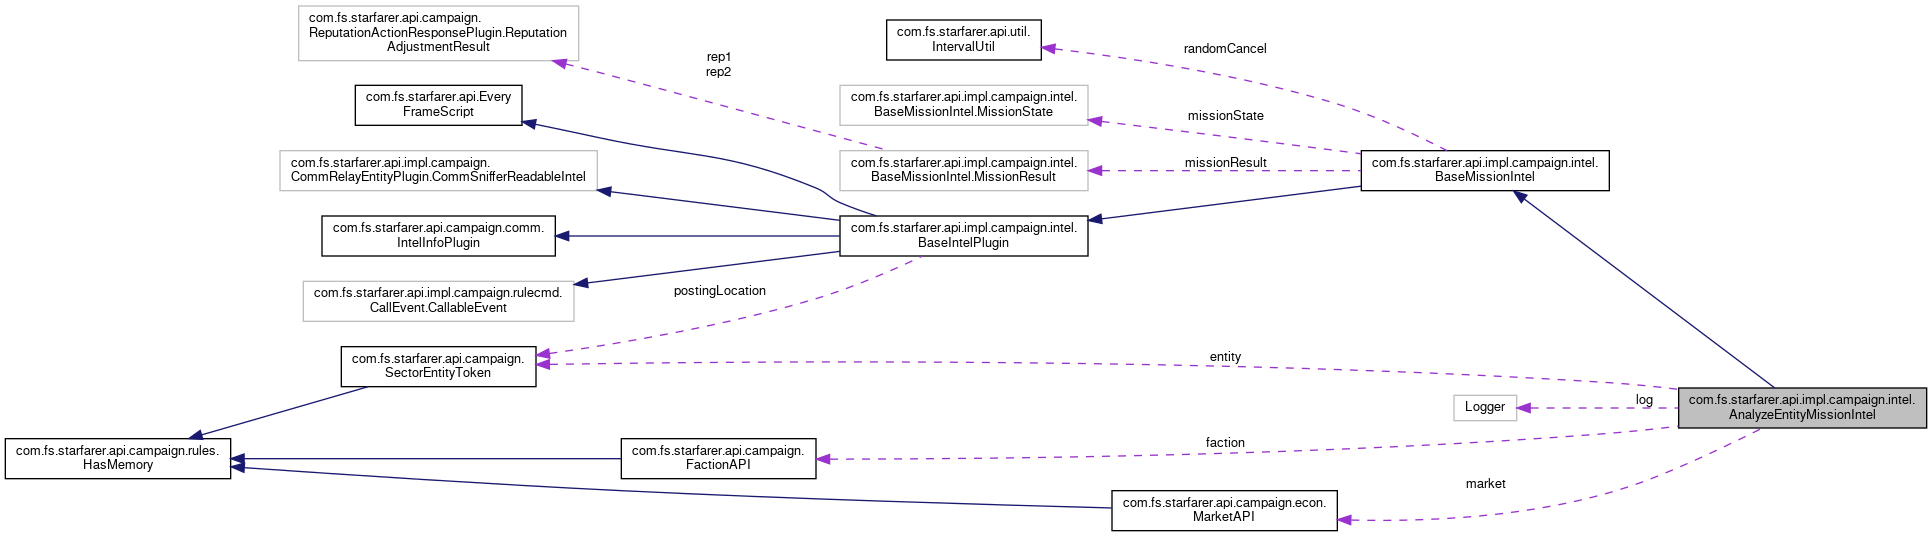 com.fs.starfarer.api.campaign.
ReputationActionResponsePlugin.Reputation
AdjustmentResult
com.fs.starfarer.api.util.
IntervalUtil
randomCancel
rep1
rep2
com.fs.starfarer.api.Every
FrameScript
com.fs.starfarer.api.impl.campaign.intel.
BaseMissionIntel.MissionState
missionState
com.fs.starfarer.api.impl.campaign.
CommRelayEntityPlugin.CommSnifferReadableIntel
com.fs.starfarer.api.impl.campaign.intel.
BaseMissionIntel.MissionResult
missionResult
com.fs.starfarer.api.impl.campaign.intel.
BaseMissionIntel
com.fs.starfarer.api.campaign.comm.
IntelInfoPlugin
com.fs.starfarer.api.impl.campaign.intel.
BaseIntelPlugin
com.fs.starfarer.api.impl.campaign.rulecmd.
CallEvent.CallableEvent
postingLocation
com.fs.starfarer.api.campaign.
SectorEntityToken
entity
Logger
log
com.fs.starfarer.api.impl.campaign.intel.
AnalyzeEntityMissionIntel
com.fs.starfarer.api.campaign.rules.
HasMemory
com.fs.starfarer.api.campaign.
FactionAPI
faction
com.fs.starfarer.api.campaign.econ.
MarketAPI
market